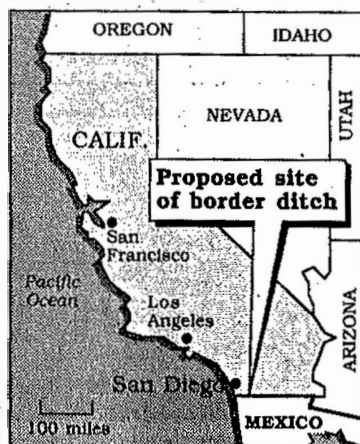 OREGON
IDAHO
NEVADA
UTAH
CALIF.
Proposed site
of border ditch
San
Francisco
Pacific
Ocean
Los
Angeles
ARIZONA
San Diego
MEXICO
100 miles